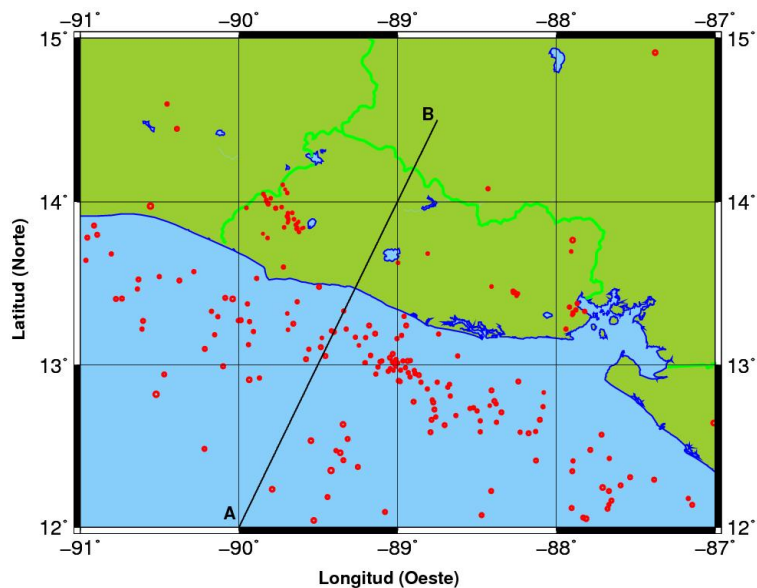 −91˚ −90˚ −89˚ −88˚ −87˚
15˚ 15˚
B
14˚ 14˚
Latitud (Norte)
13˚ 13˚
A
12˚ 12˚
−91˚ −90˚ −89˚ −88˚ −87˚
Longitud (Oeste)